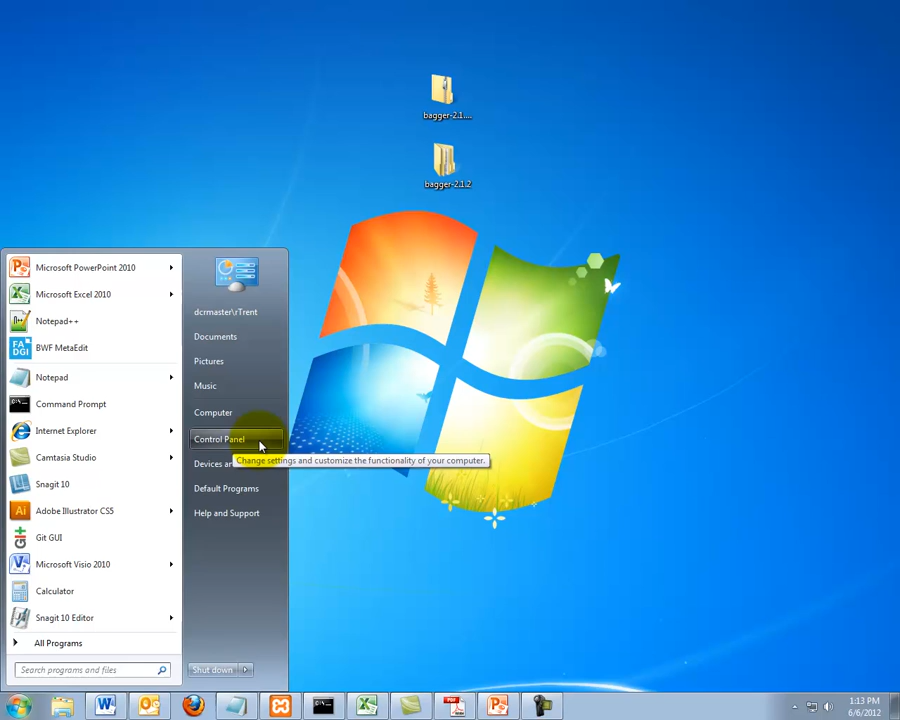 bagger-2.1....
bagger-2.1.2
Microsoft PowerPoint 2010
Microsoft Excel 2010
Notepad++
FADGI
BWF MetaEdit
Notepad
Command Prompt
Internet Explorer
Camtasia Studio
Snagit 10
Ai
Adobe Illustrator CS5
Git GUI
Microsoft Visio 2010
Calculator
Snagit 10 Editor
All Programs
Search programs and files
dcrmaster\rTrent
Documents
Pictures
Music
Computer
Control Panel
Change settings and customize the functionality of your computer.
Devices an
Default Programs
Help and Support
Shut down
1:13 PM
6/6/2012